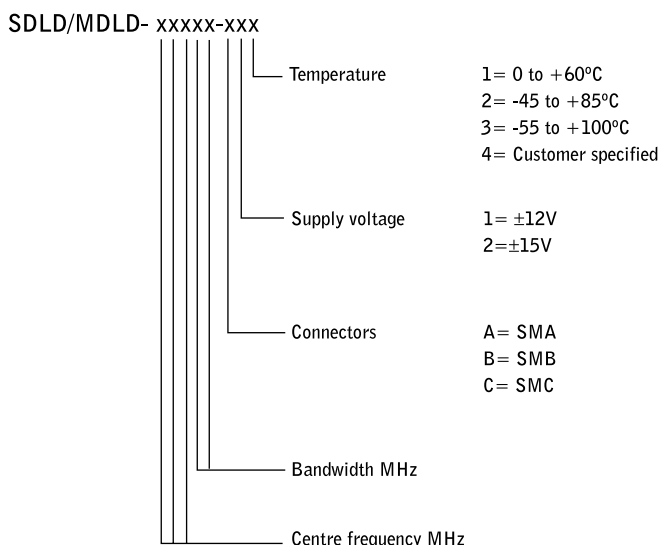 SDLD/MDLD- xxxxx-xxx
Temperature 1= 0 to +60ºC
2= -45 to +85ºC
3= -55 to +100ºC
4= Customer specified
Supply voltage 1= ±12V
2=±15V
Connectors A= SMA
B= SMB
C= SMC
Bandwidth MHz
Centre frequency MHz